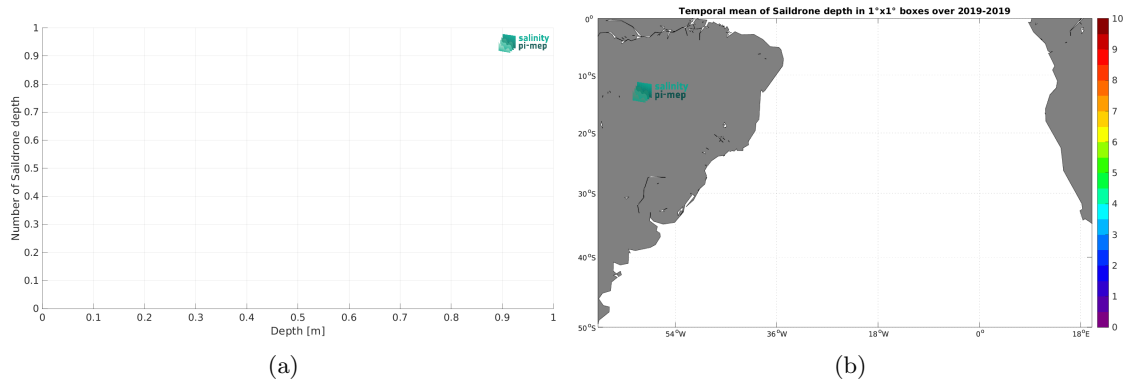 Number of Saildrone depth
1
0.9
0.8
0.7
0.6
0.5
0.4
0.3
0.2
0.1
0
salinity
pi-mep
0 0.1 0.2 0.3 0.4 0.5 0.6 0.7 0.8 0.9 1
Depth [m]
(a)
Temporal mean of Saildrone depth in 1°x1° boxes over 2019-2019
0°
10°S
20°S
30°S
40°S
50°S
salinity
pi-mep
54°W 36°W 18°W 0° 18°E
10
9
8
7
6
5
4
3
2
1
0
(b)